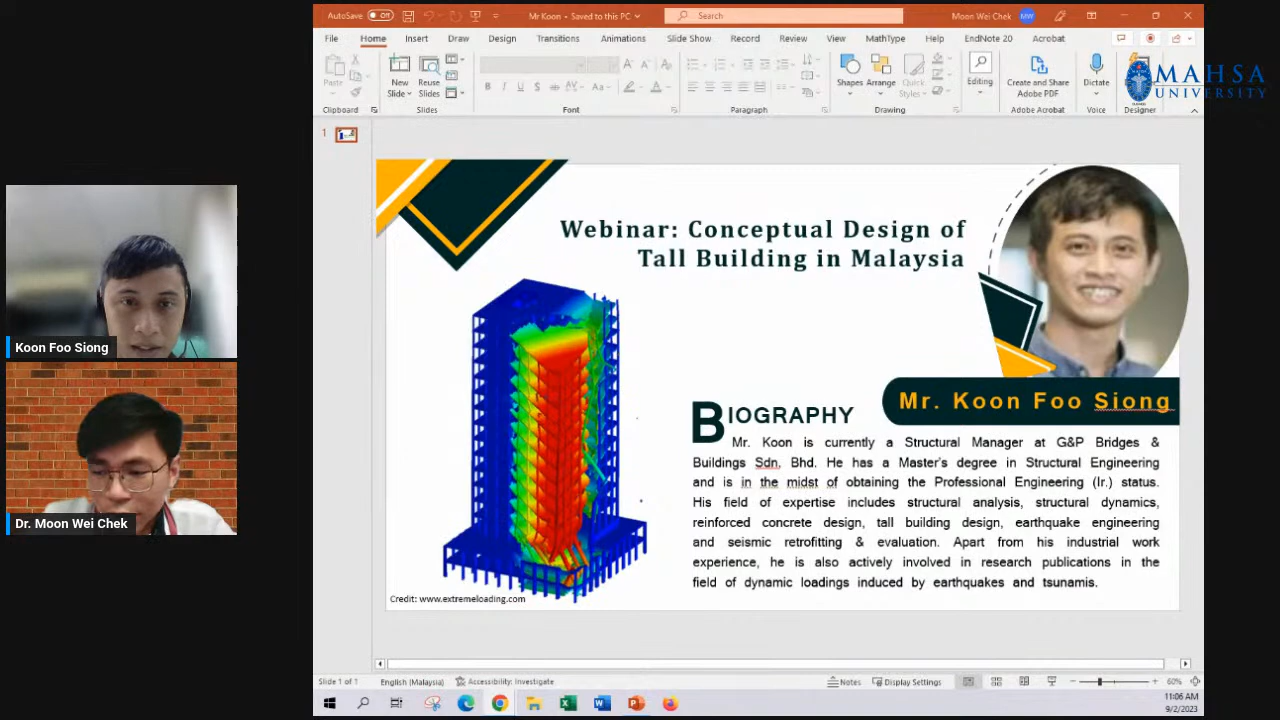 AutoSave Off
Mr Koon - Saved to this PC
Search
Moon Wei Chek MW
File Home Insert Draw Design Transitions Animations Slide Show Record Review View MathType Help EndNote 20 Acrobat
Paste
New Slide
Reuse Slides
Shapes
Arrange
Quick Styles
Editing
Create and Share Adobe PDF
Dictate
Clipboard
Slides
Font
Paragraph
Drawing
Adobe Acrobat
Voice
Designer
MAHSA
UNIVERSITY
1
Webinar: Conceptual Design of
Tall Building in Malaysia
Mr. Koon Foo Siong
BIOGRAPHY
Mr. Koon is currently a Structural Manager at G&P Bridges &
Buildings Sdn, Bhd. He has a Master's degree in Structural Engineering
and is in the midst of obtaining the Professional Engineering (Ir.) status.
His field of expertise includes structural analysis, structural dynamics,
reinforced concrete design, tall building design, earthquake engineering
and seismic retrofitting & evaluation. Apart from his industrial work
experience, he is also actively involved in research publications in the
field of dynamic loadings induced by earthquakes and tsunamis.
Credit: www.extremeloading.com
Koon Foo Siong
Dr. Moon Wei Chek
Slide 1 of 1
English (Malaysia)
Accessibility: Investigate
Notes
Display Settings
60%
11:06 AM
9/2/2023